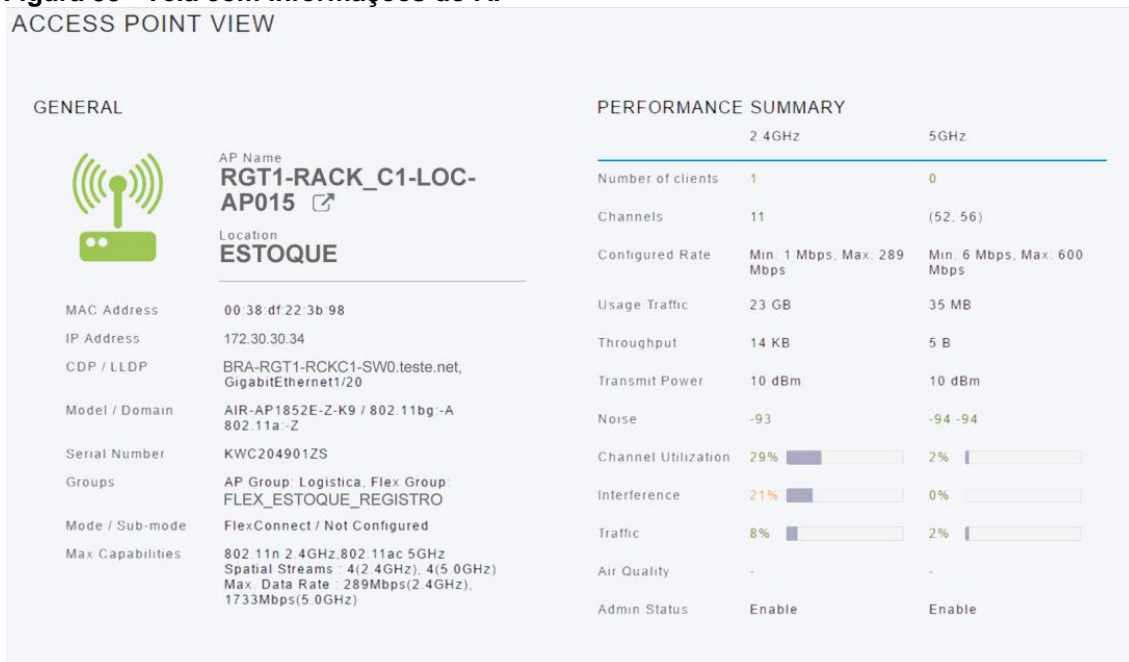 ACCESS POINT VIEW
GENERAL
AP Name
RGT1-RACK_C1-LOC-
AP015
Location
ESTOQUE
MAC Address 00:38:df:22:3b:98
IP Address 172.30.30.34
CDP / LLDP BRA-RGT1-RCKC1-SW0.teste.net,
GigabitEthernet1/20
Model / Domain AIR-AP1852E-Z-K9 / 802.11bg:-A
802.11a:-Z
Serial Number KWC204901ZS
Groups AP Group: Logistica, Flex Group:
FLEX_ESTOQUE_REGISTRO
Mode / Sub-mode FlexConnect / Not Configured
Max Capabilities 802.11n 2.4GHz,802.11ac 5GHz
Spatial Streams : 4(2.4GHz), 4(5.0GHz)
Max. Data Rate : 289Mbps(2.4GHz),
1733Mbps(5.0GHz)
PERFORMANCE SUMMARY
2.4GHz 5GHz
Number of clients 1 0
Channels 11 (52, 56)
Configured Rate Min: 1 Mbps, Max: 289 Min: 6 Mbps, Max: 600
Mbps Mbps
Usage Traffic 23 GB 35 MB
Throughput 14 KB 5 B
Transmit Power 10 dBm 10 dBm
Noise -93 -94 -94
Channel Utilization 29% 2%
Interference 21% 0%
Traffic 8% 2%
Air Quality - -
Admin Status Enable Enable